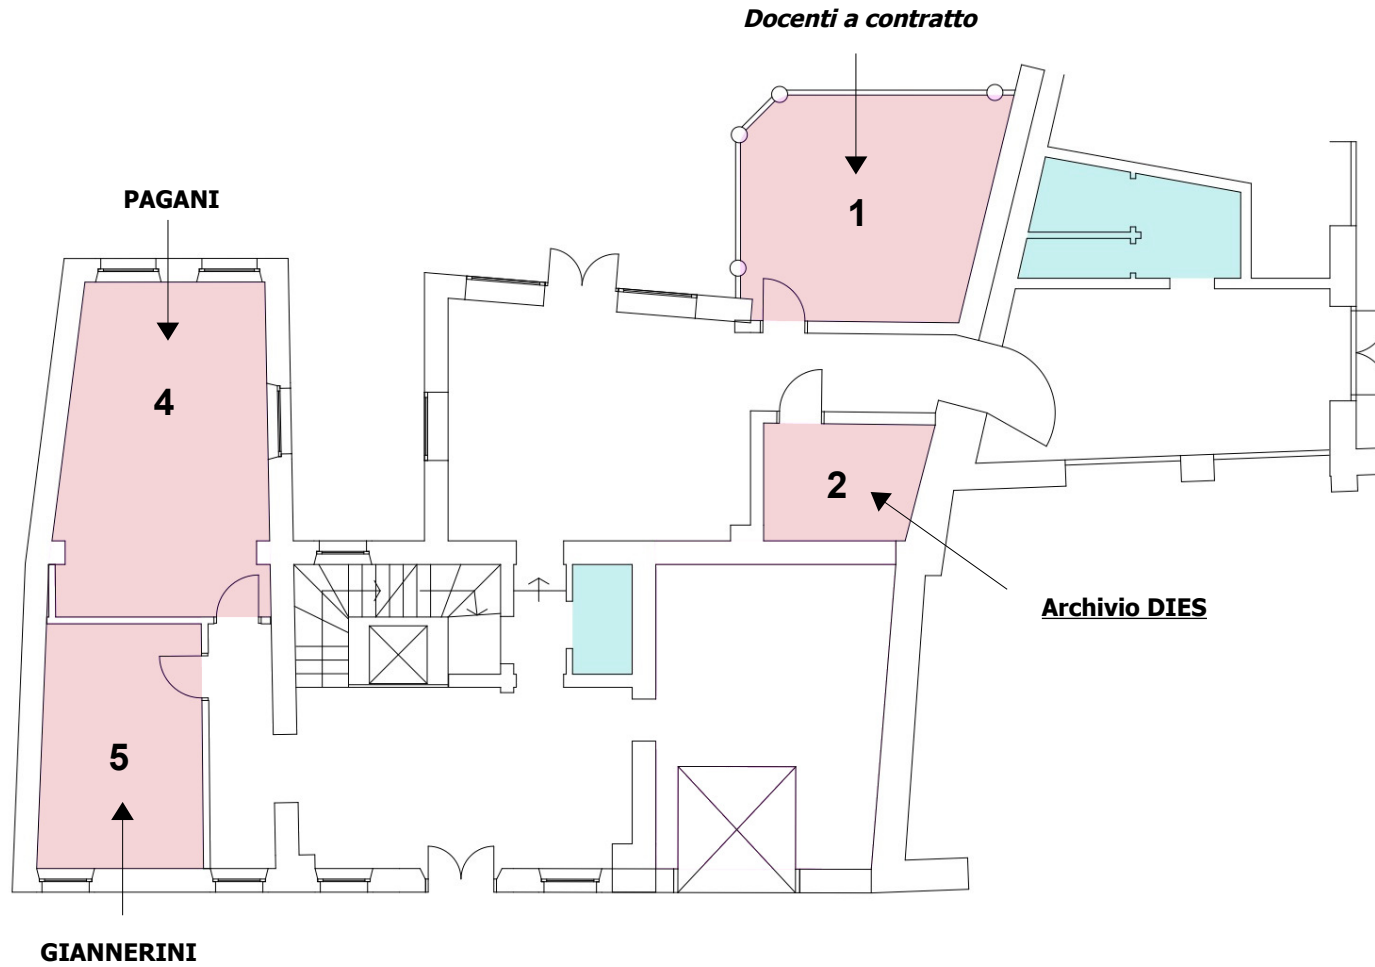 Docenti a contratto
PAGANI
1
4
2
Archivio DIES
5
GIANNERINI